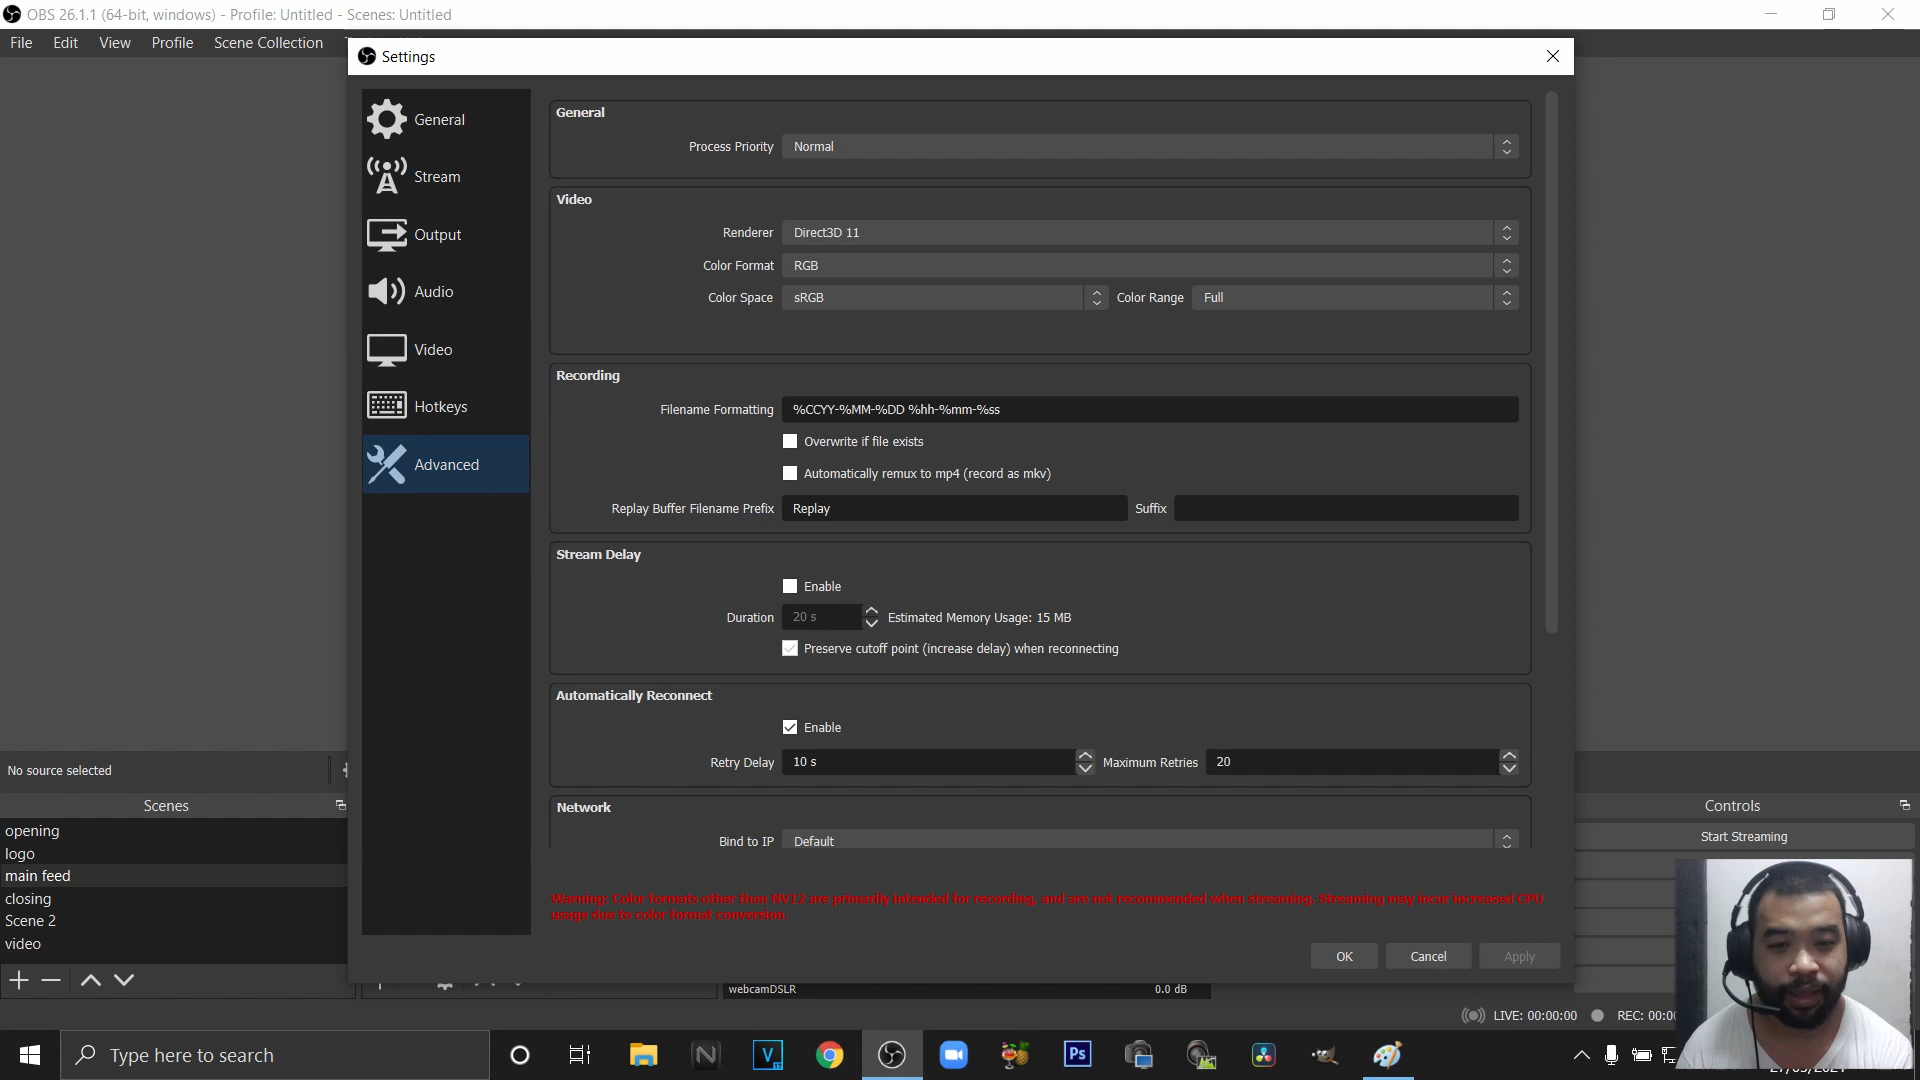 OBS 26.1.1 (64-bit, windows) - Profile: Untitled - Scenes: Untitled
File Edit View Profile Scene Collection
Settings
General
Stream
Output
Audio
Video
Hotkeys
Advanced
General
Process Priority Normal
Video
Renderer Direct3D 11
Color Format RGB
Color Space sRGB Color Range Full
Recording
Filename Formatting %CCYY-%MM-%DD %hh-%mm-%ss
Overwrite if file exists
Automatically remux to mp4 (record as mkv)
Replay Buffer Filename Prefix Replay Suffix
Stream Delay
Enable
Duration 20 s Estimated Memory Usage: 15 MB
Preserve cutoff point (increase delay) when reconnecting
Automatically Reconnect
Enable
Retry Delay 10 s Maximum Retries 20
Network
Bind to IP Default
Warning: Color formats other than NV12 are primarily intended for recording, and are not recommended when streaming. Streaming may incur increased CPU
usage due to color format conversion.
OK Cancel Apply
No source selected
Scenes
opening
logo
main feed
closing
Scene 2
video
webcamDSLR 0.0 dB
Controls
Start Streaming
LIVE: 00:00:00 REC: 00:00
Type here to search
N
V
17
Ps